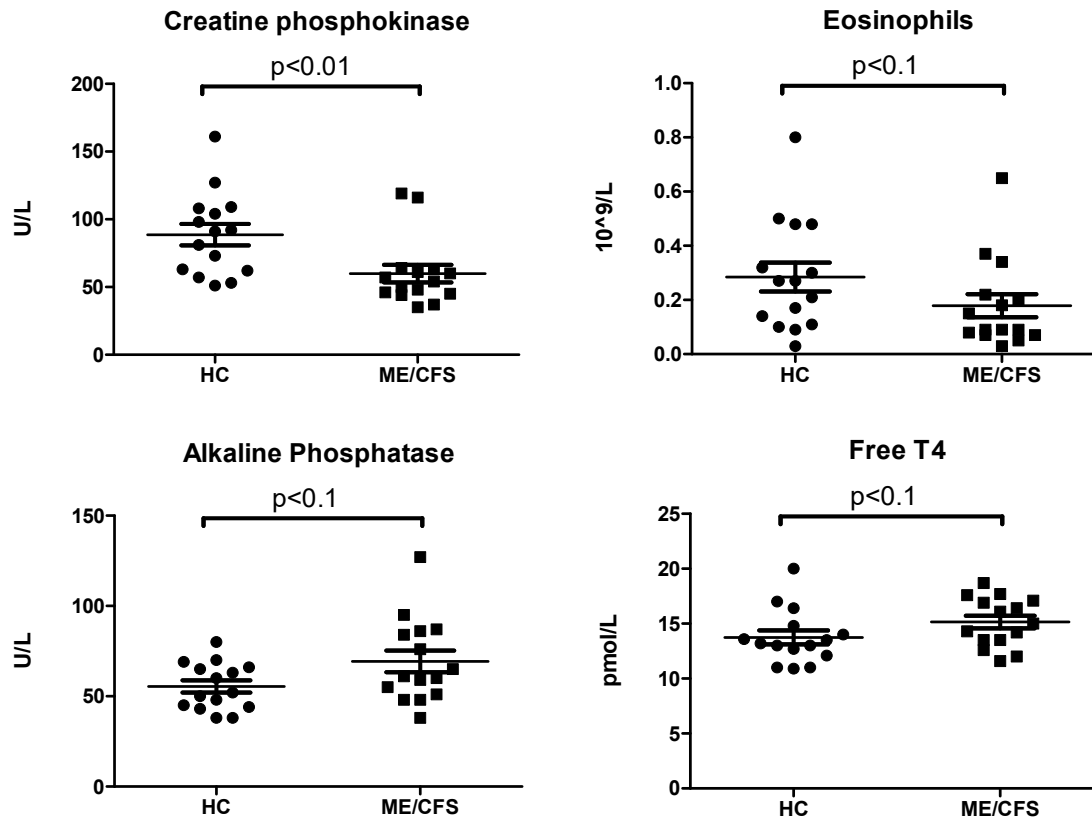 Creatine phosphokinase
p<0.01
200
150
100
50
0
U/L
HC ME/CFS
Eosinophils
p<0.1
1.0
0.8
0.6
0.4
0.2
0.0
10^9/L
HC ME/CFS
Alkaline Phosphatase
p<0.1
150
100
50
0
U/L
HC ME/CFS
Free T4
p<0.1
25
20
15
10
5
0
pmol/L
HC ME/CFS